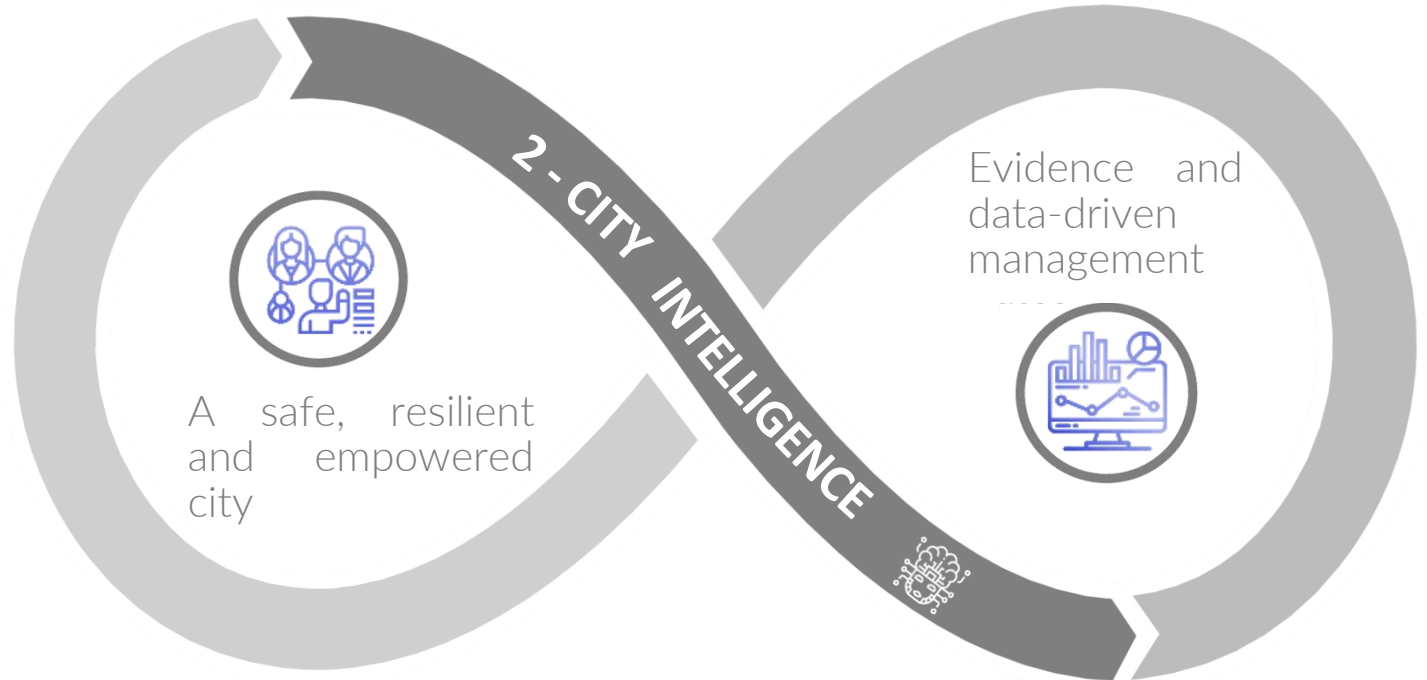 2 - CITY INTELLIGENCE
Evidence and
data-driven
management
A safe, resilient
and empowered
city